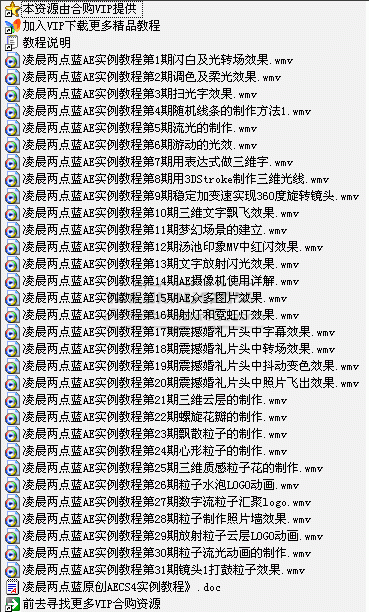 本资源由合购VIP提供
加入VIP下载更多精品教程
教程说明
凌晨两点蓝AE实例教程第1期闪白及光转场效果.wmv
凌晨两点蓝AE实例教程第2期调色及柔光效果.wmv
凌晨两点蓝AE实例教程第3期扫光字效果.wmv
凌晨两点蓝AE实例教程第4期随机线条的制作方法1.wmv
凌晨两点蓝AE实例教程第5期流光的制作.wmv
凌晨两点蓝AE实例教程第6期游动的光效.wmv
凌晨两点蓝AE实例教程第7期用表达式做三维字.wmv
凌晨两点蓝AE实例教程第8期用3DStroke制作三维光线.wmv
凌晨两点蓝AE实例教程第9期稳定加变速实现360度旋转镜头.wmv
凌晨两点蓝AE实例教程第10期三维文字飘飞效果.wmv
凌晨两点蓝AE实例教程第11期梦幻场景的建立.wmv
凌晨两点蓝AE实例教程第12期汤池印象MV中红闪效果.wmv
凌晨两点蓝AE实例教程第13期文字放射闪光效果.wmv
凌晨两点蓝AE实例教程第14期AE摄像机使用详解.wmv
凌晨两点蓝AE实例教程第15期AE众多图片效果.wmv
凌晨两点蓝AE实例教程第16期射灯和霓虹灯效果.wmv
凌晨两点蓝AE实例教程第17期震撼婚礼片头中字幕效果.wmv
凌晨两点蓝AE实例教程第18期震撼婚礼片头中转场效果.wmv
凌晨两点蓝AE实例教程第19期震撼婚礼片头中抖动变色效果.wmv
凌晨两点蓝AE实例教程第20期震撼婚礼片头中照片飞出效果.wmv
凌晨两点蓝AE实例教程第21期三维云层的制作.wmv
凌晨两点蓝AE实例教程第22期螺旋花瓣的制作.wmv
凌晨两点蓝AE实例教程第23期飘散粒子的制作.wmv
凌晨两点蓝AE实例教程第24期心形粒子的制作.wmv
凌晨两点蓝AE实例教程第25期三维质感粒子花的制作.wmv
凌晨两点蓝AE实例教程第26期粒子水泡LOGO动画.wmv
凌晨两点蓝AE实例教程第27期数字流粒子汇聚logo.wmv
凌晨两点蓝AE实例教程第28期粒子制作照片墙效果.wmv
凌晨两点蓝AE实例教程第29期放射粒子云层LOGO动画.wmv
凌晨两点蓝AE实例教程第30期粒子流光动画的制作.wmv
凌晨两点蓝AE实例教程第31期镜头1打鼓粒子效果.wmv
凌晨两点蓝原创AECS4实例教程》.doc
前去寻找更多VIP合购资源